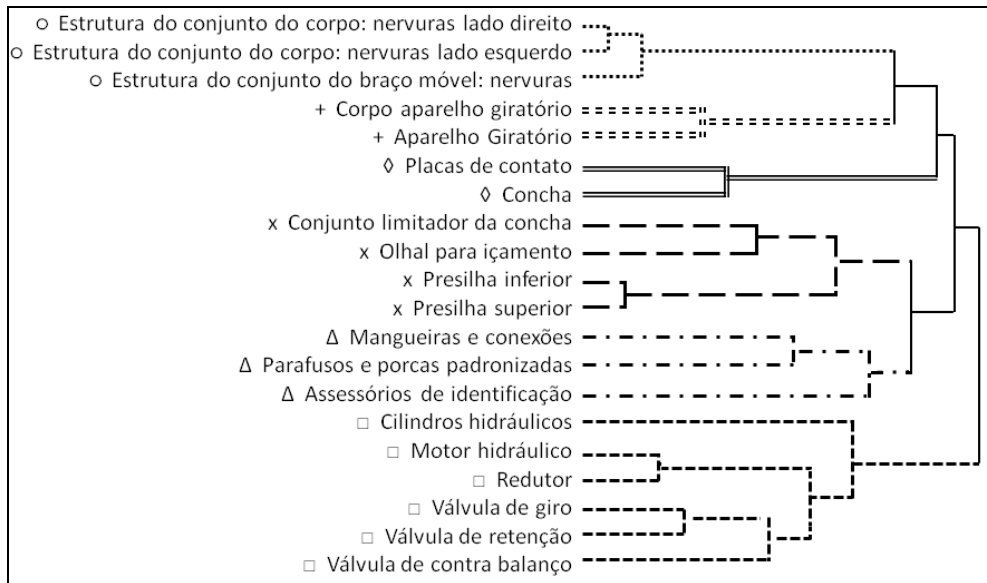 ○ Estrutura do conjunto do corpo: nervuras lado direito
○ Estrutura do conjunto do corpo: nervuras lado esquerdo
○ Estrutura do conjunto do braço móvel: nervuras
+ Corpo aparelho giratório
+ Aparelho Giratório
◊ Placas de contato
◊ Concha
x Conjunto limitador da concha
x Olhal para içamento
x Presilha inferior
x Presilha superior
Δ Mangueiras e conexões
Δ Parafusos e porcas padronizadas
Δ Assessórios de identificação
□ Cilindros hidráulicos
□ Motor hidráulico
□ Redutor
□ Válvula de giro
□ Válvula de retenção
□ Válvula de contra balanço